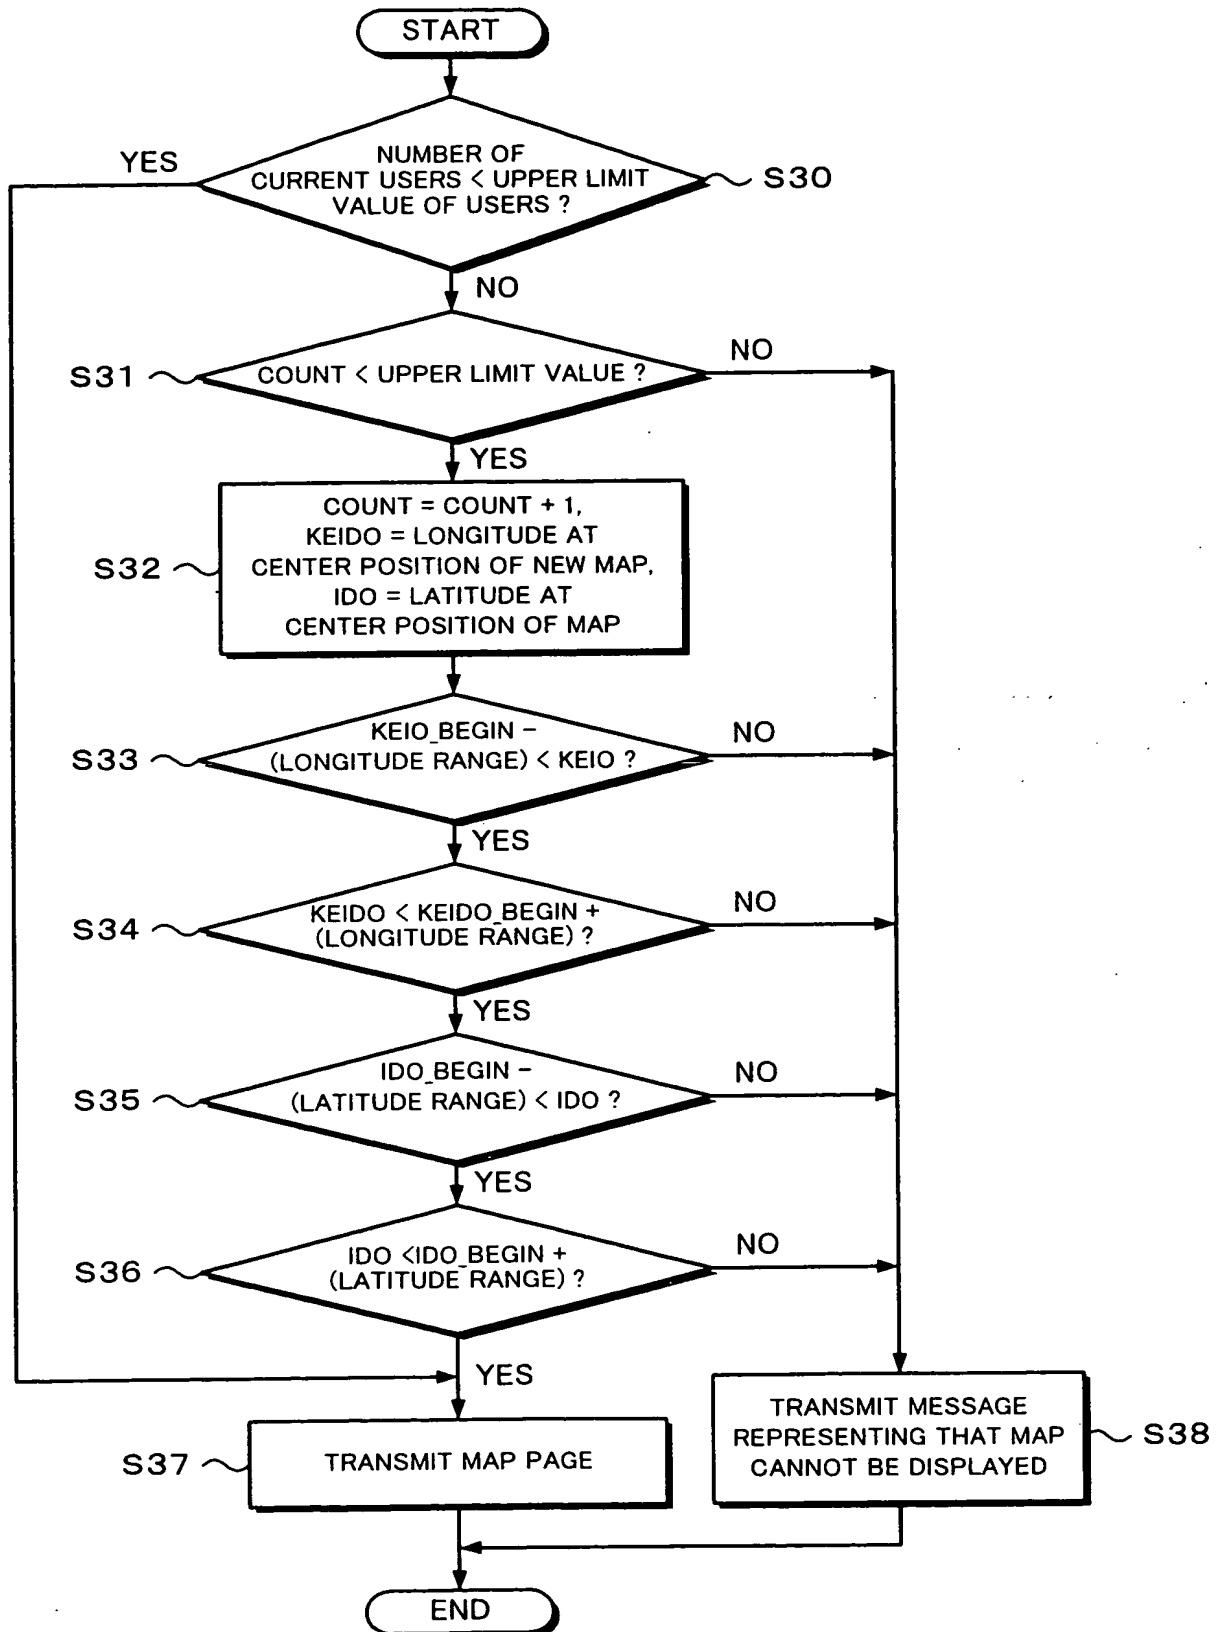 START
YES
NUMBER OF
CURRENT USERS < UPPER LIMIT
VALUE OF USERS ?
S30
NO
S31
COUNT < UPPER LIMIT VALUE ?
NO
YES
COUNT = COUNT + 1,
KEIDO = LONGITUDE AT
CENTER POSITION OF NEW MAP,
IDO = LATITUDE AT
CENTER POSITION OF MAP
S32
KEIO_BEGIN −
(LONGITUDE RANGE) < KEIO ?
S33
NO
YES
KEIDO < KEIDO_BEGIN +
(LONGITUDE RANGE) ?
S34
NO
YES
IDO_BEGIN −
(LATITUDE RANGE) < IDO ?
S35
NO
YES
IDO <IDO_BEGIN +
(LATITUDE RANGE) ?
S36
NO
YES
S37
TRANSMIT MAP PAGE
TRANSMIT MESSAGE
REPRESENTING THAT MAP
CANNOT BE DISPLAYED
S38
END